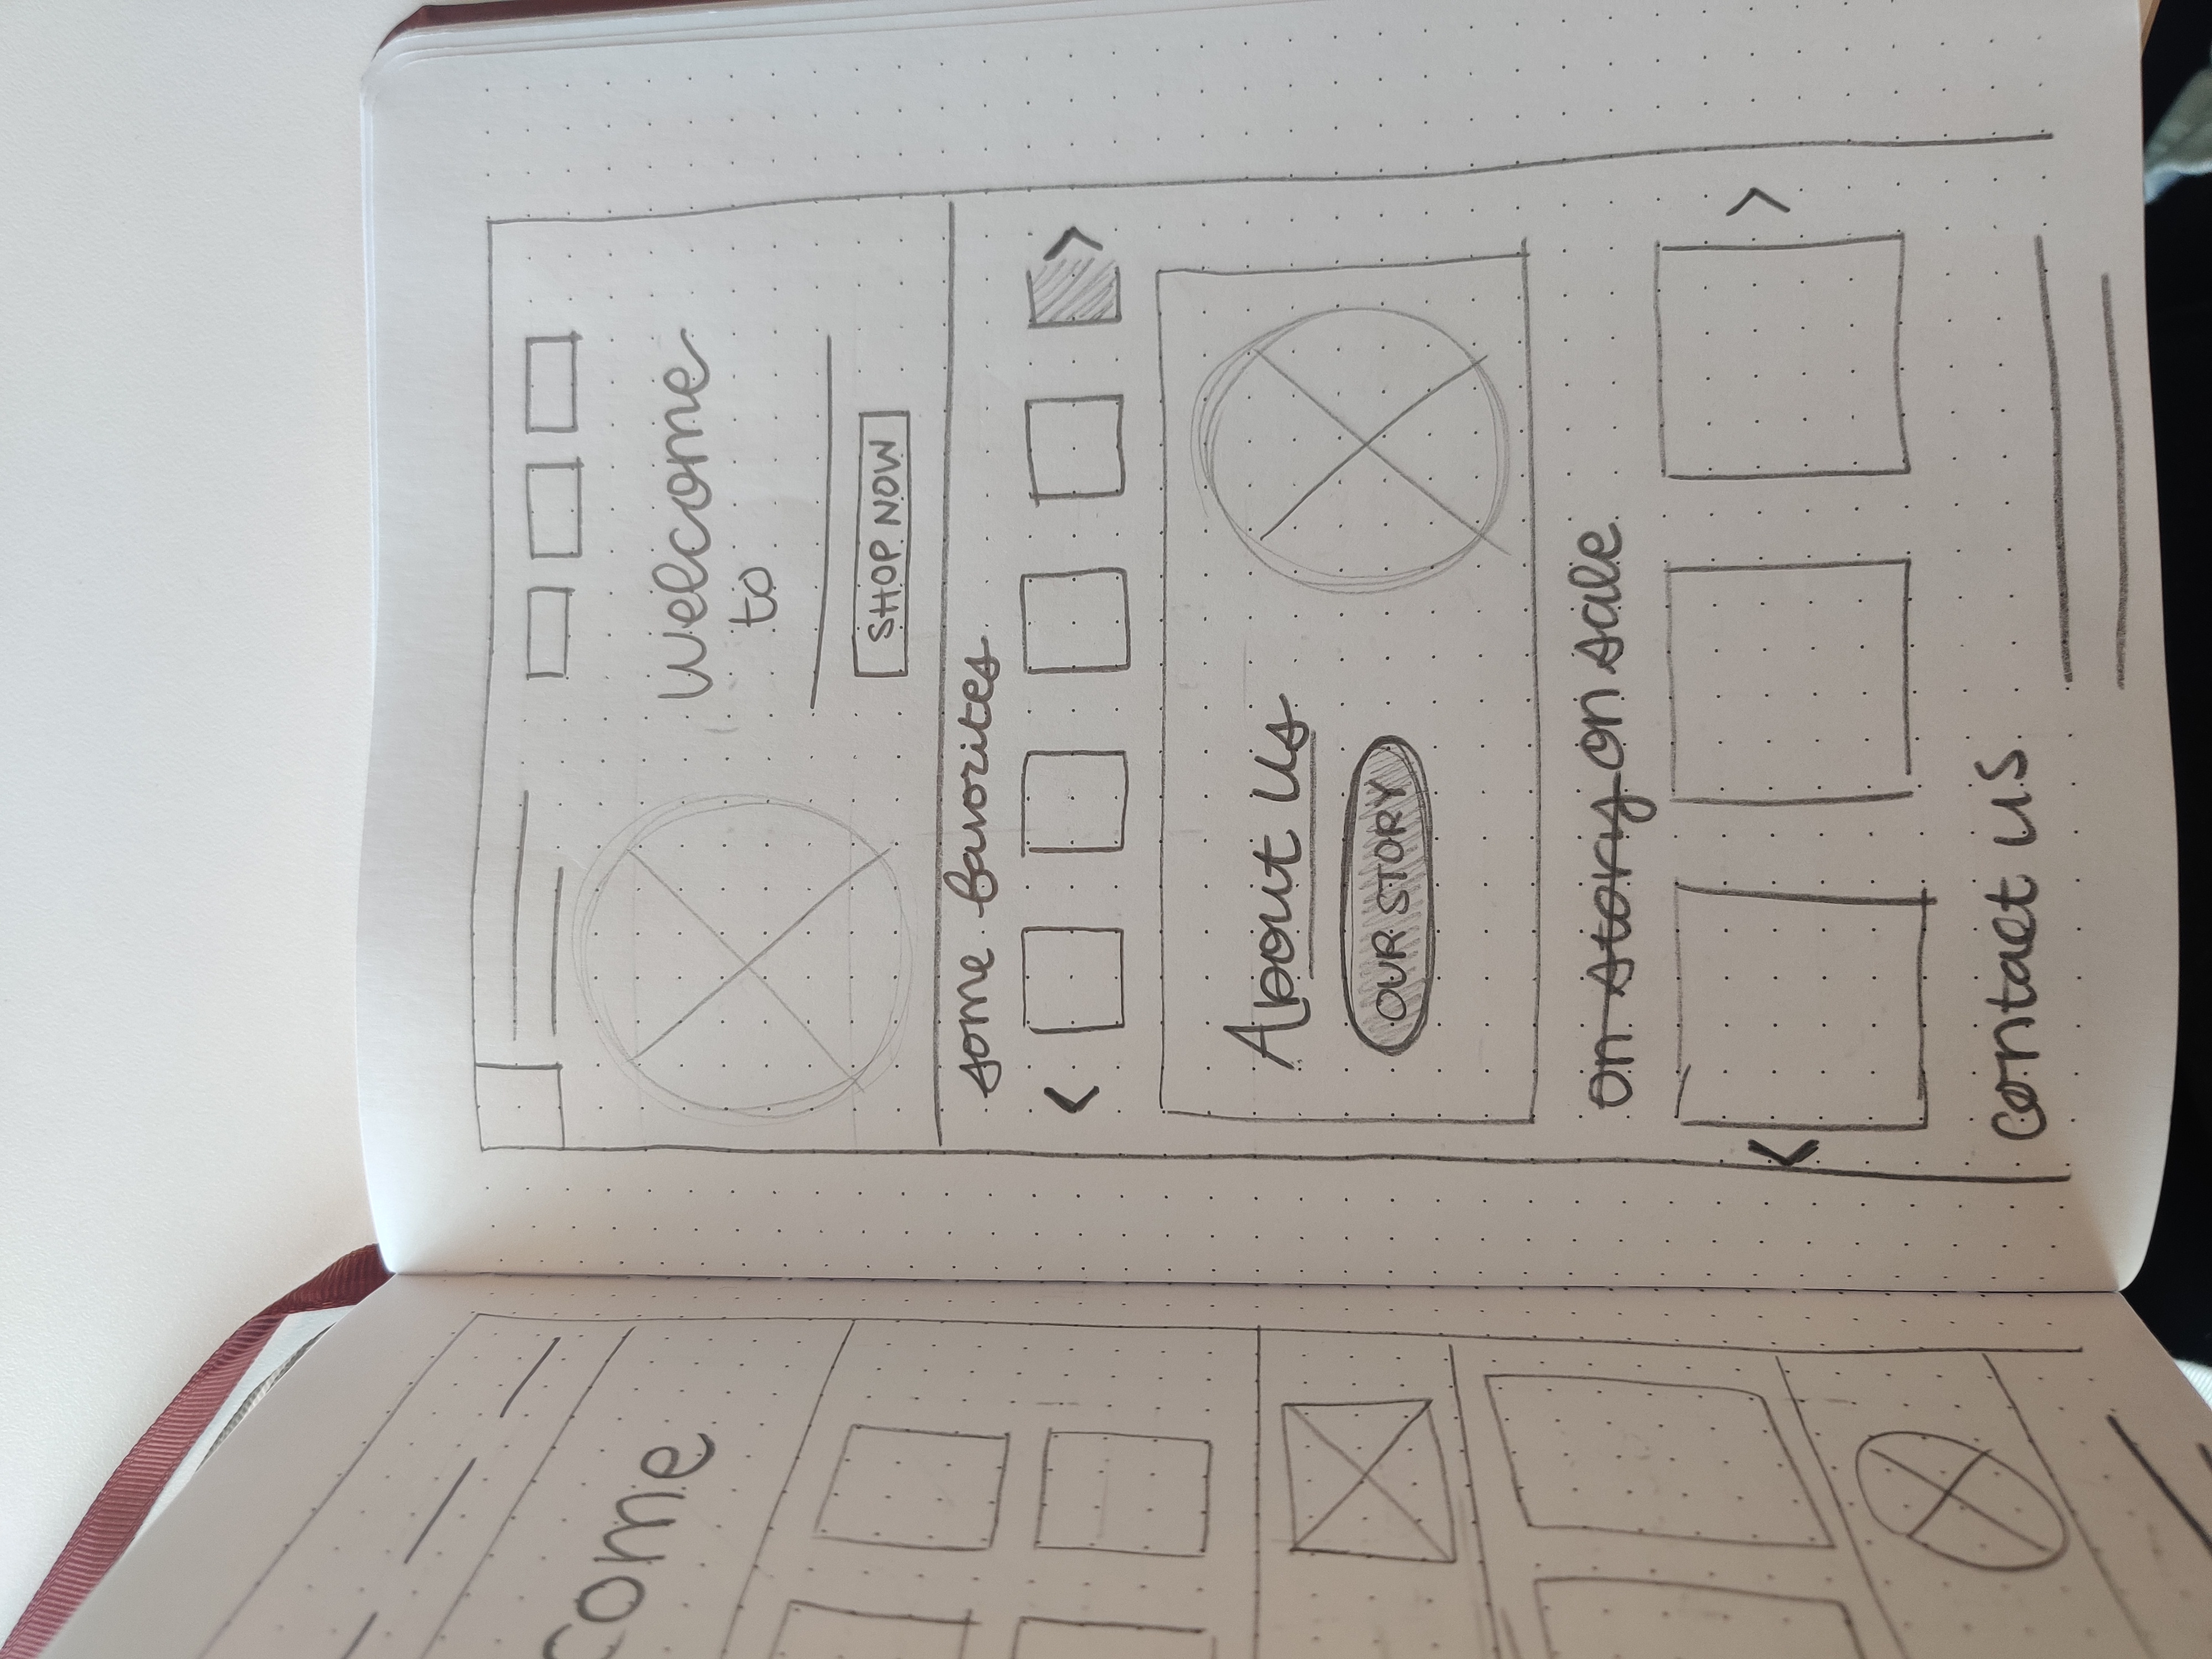 come
Welcome
to
SHOP NOW
some favorites
About Us
OUR STORY
on story on sale
contact us